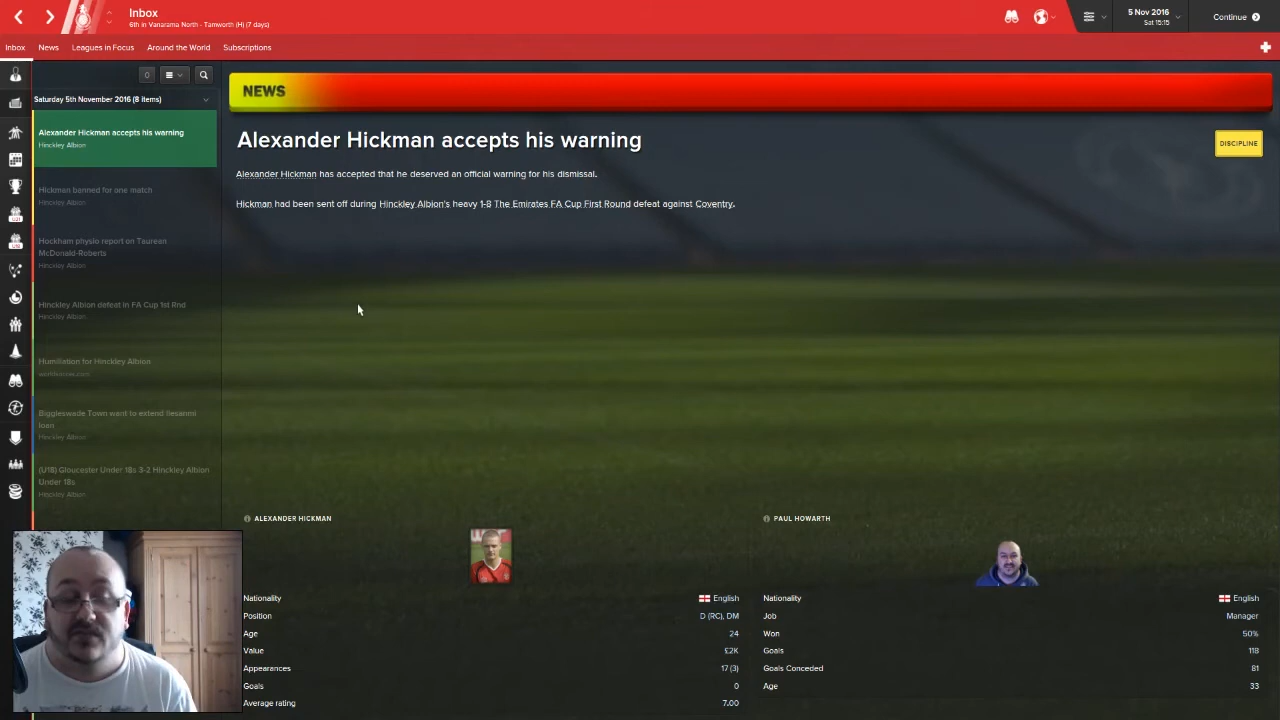 Inbox
6th in Vanarama North - Tamworth (H) (7 days)
5 Nov 2016
Sat 15:15
Continue
Inbox
News
Leagues in Focus
Around the World
Subscriptions
0
Saturday 5th November 2016 (8 items)
Alexander Hickman accepts his warning
Hinckley Albion
Hickman banned for one match
Hinckley Albion
Hockham physio report on Taurean
McDonald-Roberts
Hinckley Albion
Hinckley Albion defeat in FA Cup 1st Rnd
Hinckley Albion
Humiliation for Hinckley Albion
Biggleswade Town want to extend Ilesanmi
loan
Hinckley Albion
(U18) Gloucester Under 18s 3-2 Hinckley Albion
Under 18s
Hinckley Albion
NEWS
Alexander Hickman accepts his warning
DISCIPLINE
Alexander Hickman has accepted that he deserved an official warning for his dismissal.
Hickman had been sent off during Hinckley Albion's heavy 1-8 The Emirates FA Cup First Round defeat against Coventry.
ALEXANDER HICKMAN
Nationality English
Position D (RC), DM
Age 24
Value £2K
Appearances 17 (3)
Goals 0
Average rating 7.00
PAUL HOWARTH
Nationality English
Job Manager
Won 50%
Goals 118
Goals Conceded 81
Age 33